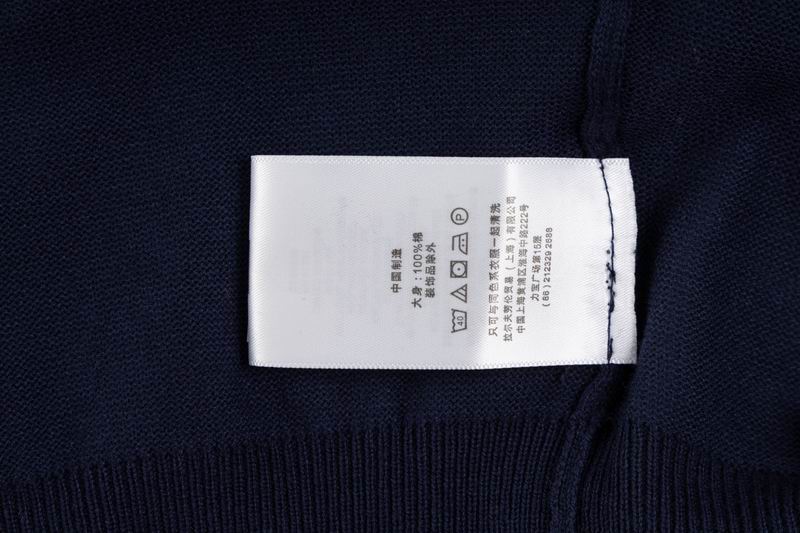 中国制造
大身:100%棉
装饰品除外
40
P
只可与同色系衣服一起清洗
拉尔夫劳伦贸易(上海)有限公司
中国上海黄浦区淮海中路222号
力宝广场第15层
(86)212329 2688